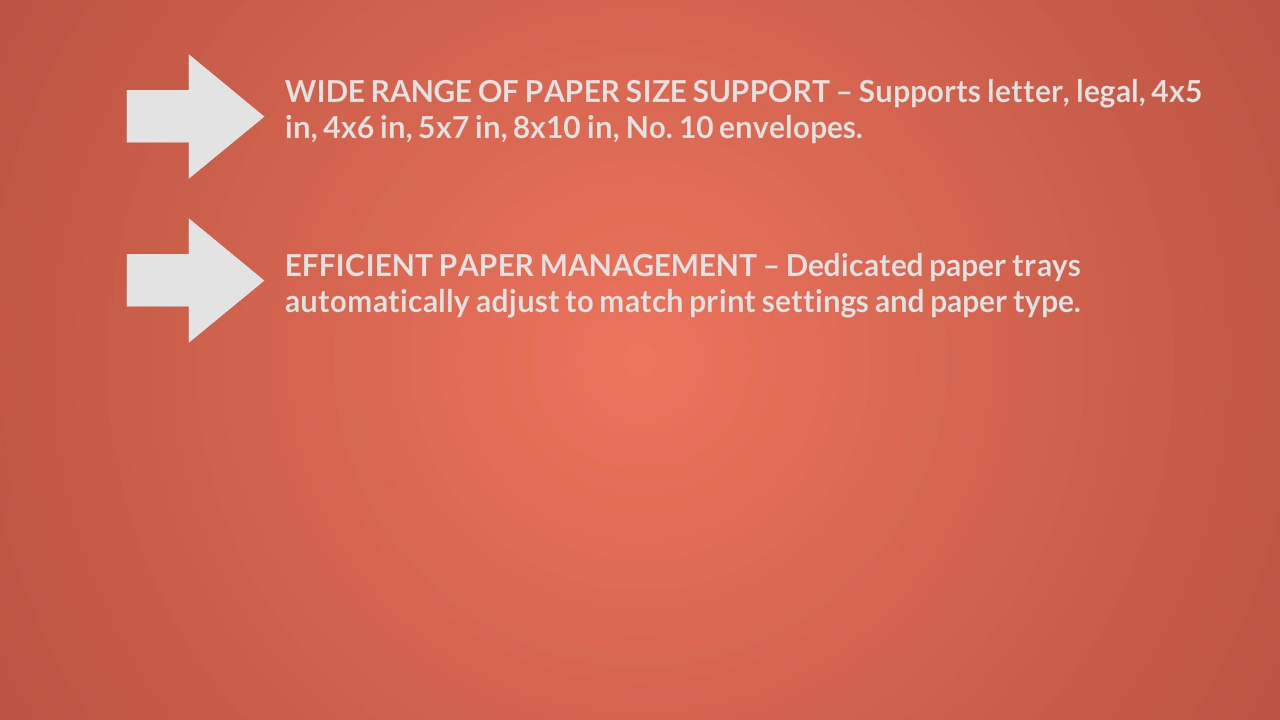 WIDE RANGE OF PAPER SIZE SUPPORT – Supports letter, legal, 4x5
in, 4x6 in, 5x7 in, 8x10 in, No. 10 envelopes.
EFFICIENT PAPER MANAGEMENT – Dedicated paper trays
automatically adjust to match print settings and paper type.